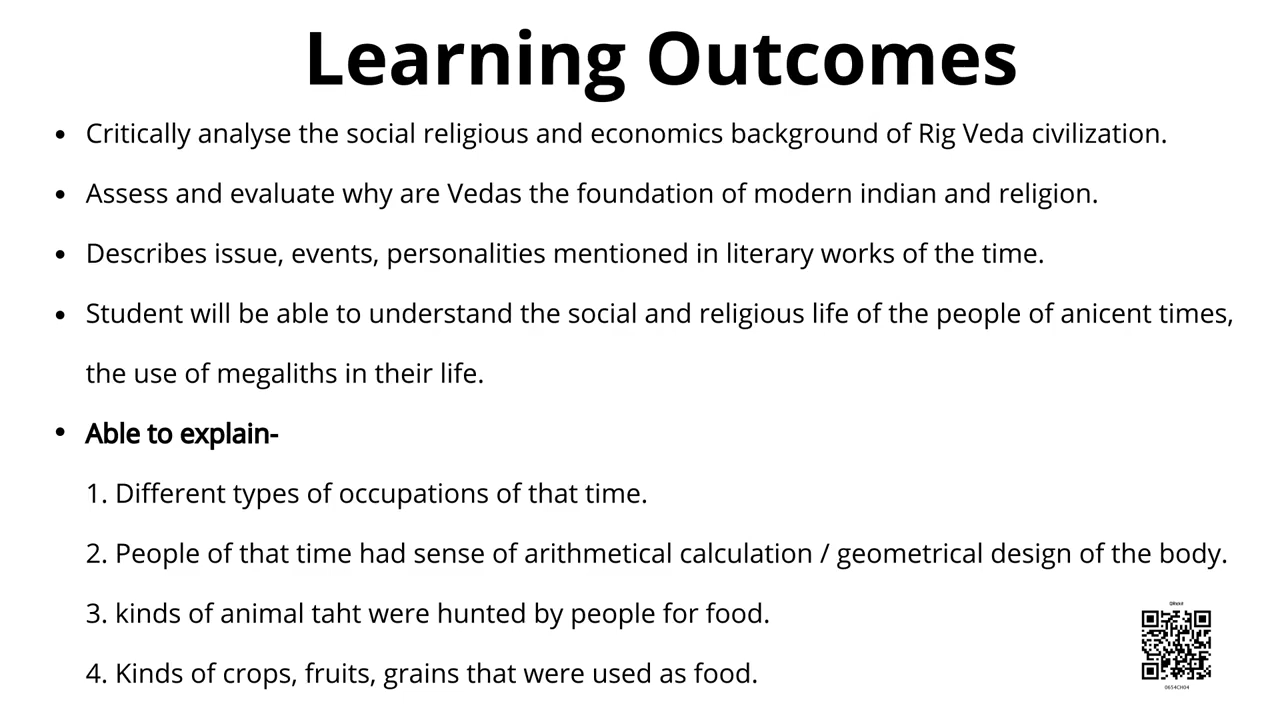 Learning Outcomes
• Critically analyse the social religious and economics background of Rig Veda civilization.
• Assess and evaluate why are Vedas the foundation of modern indian and religion.
• Describes issue, events, personalities mentioned in literary works of the time.
• Student will be able to understand the social and religious life of the people of anicent times,
the use of megaliths in their life.
• Able to explain-
1. Different types of occupations of that time.
2. People of that time had sense of arithmetical calculation / geometrical design of the body.
3. kinds of animal taht were hunted by people for food.
4. Kinds of crops, fruits, grains that were used as food.
0654CH04